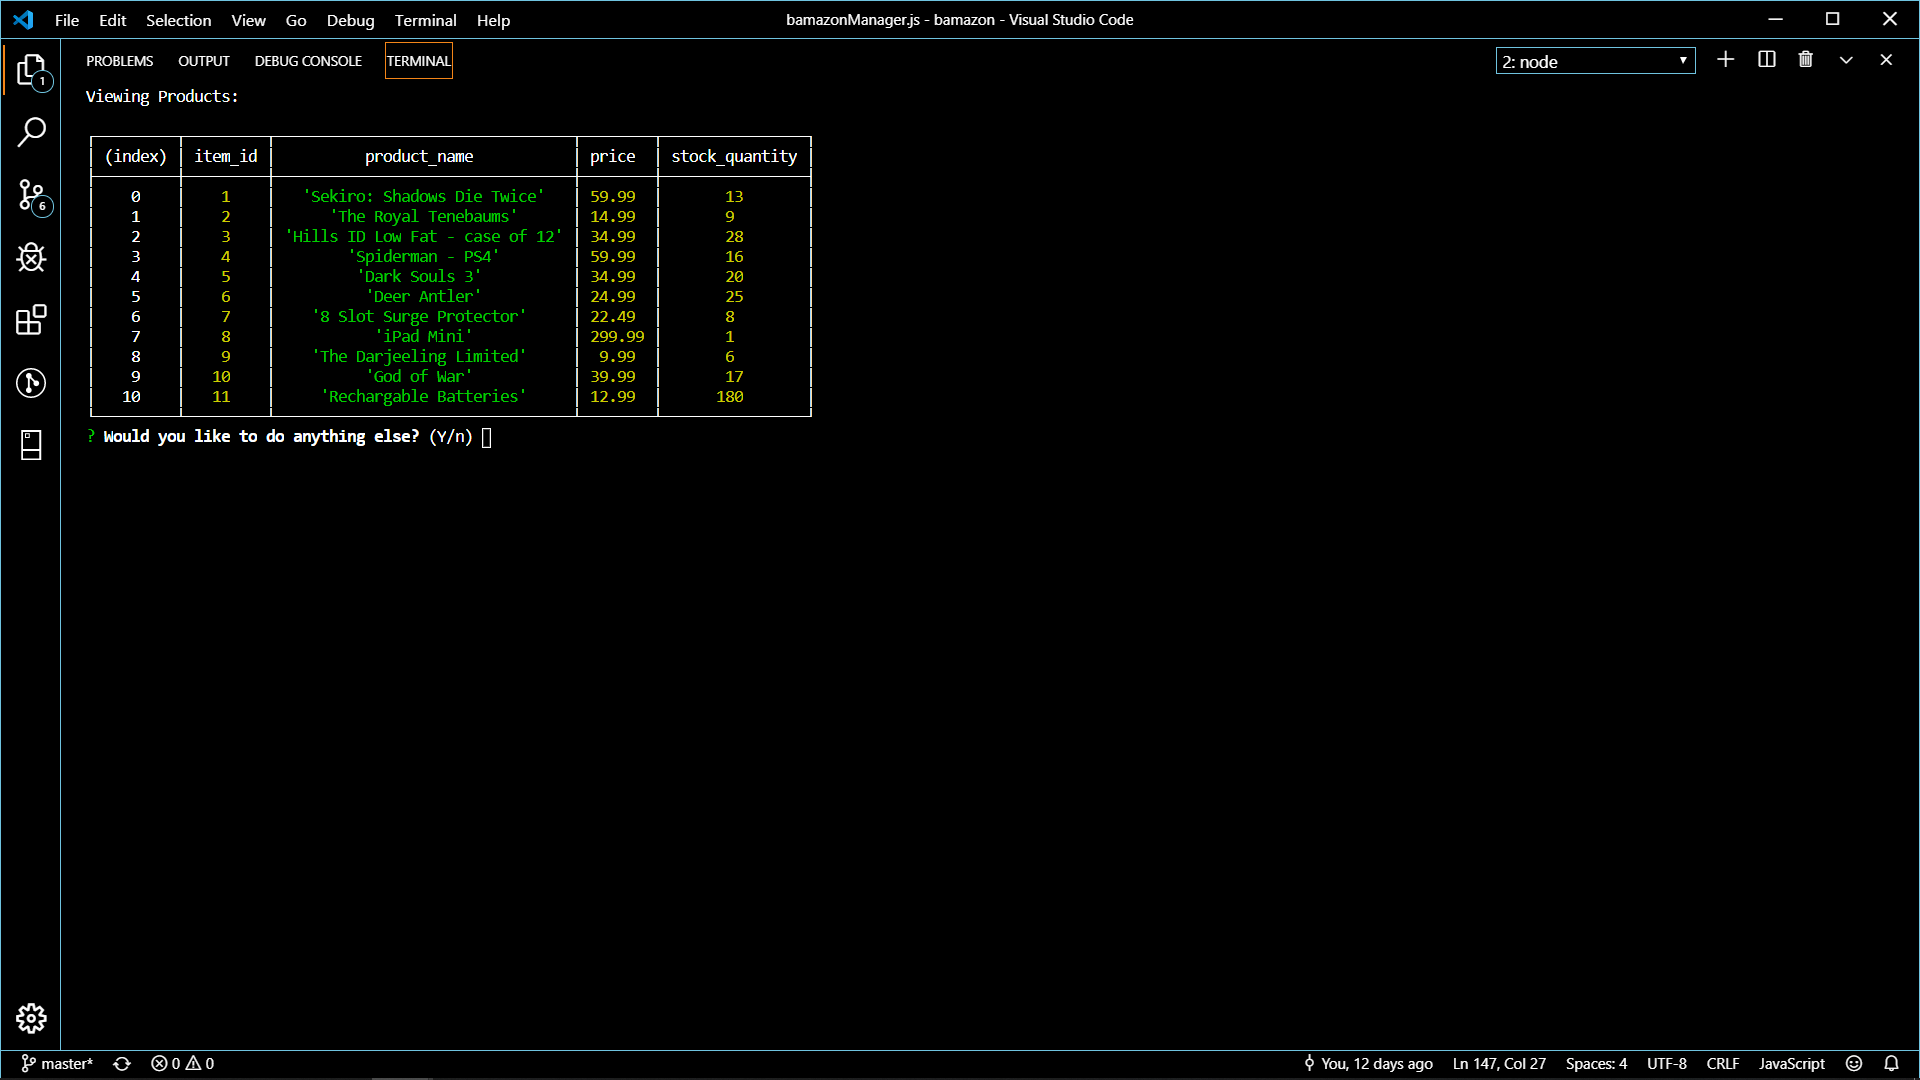 File Edit Selection View Go Debug Terminal Help bamazonManager.js - bamazon - Visual Studio Code
PROBLEMS OUTPUT DEBUG CONSOLE TERMINAL 2: node
1
6
Viewing Products:
(index) item_id product_name price stock_quantity
0 1 'Sekiro: Shadows Die Twice' 59.99 13
1 2 'The Royal Tenebaums' 14.99 9
2 3 'Hills ID Low Fat - case of 12' 34.99 28
3 4 'Spiderman - PS4' 59.99 16
4 5 'Dark Souls 3' 34.99 20
5 6 'Deer Antler' 24.99 25
6 7 '8 Slot Surge Protector' 22.49 8
7 8 'iPad Mini' 299.99 1
8 9 'The Darjeeling Limited' 9.99 6
9 10 'God of War' 39.99 17
10 11 'Rechargable Batteries' 12.99 180
? Would you like to do anything else? (Y/n)
master* 0 0 You, 12 days ago Ln 147, Col 27 Spaces: 4 UTF-8 CRLF JavaScript